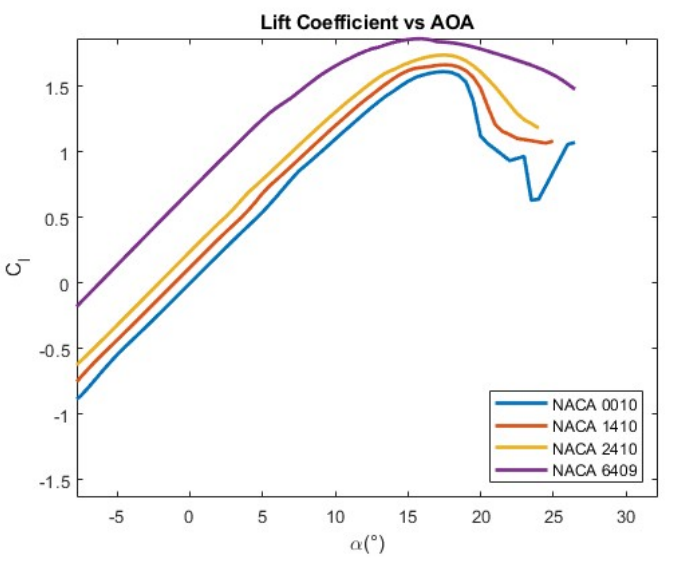 Lift Coefficient vs AOA
1.5
1
0.5
0
-0.5
-1
-1.5
C_l
NACA 0010
NACA 1410
NACA 2410
NACA 6409
-5 0 5 10 15 20 25 30
α(°)